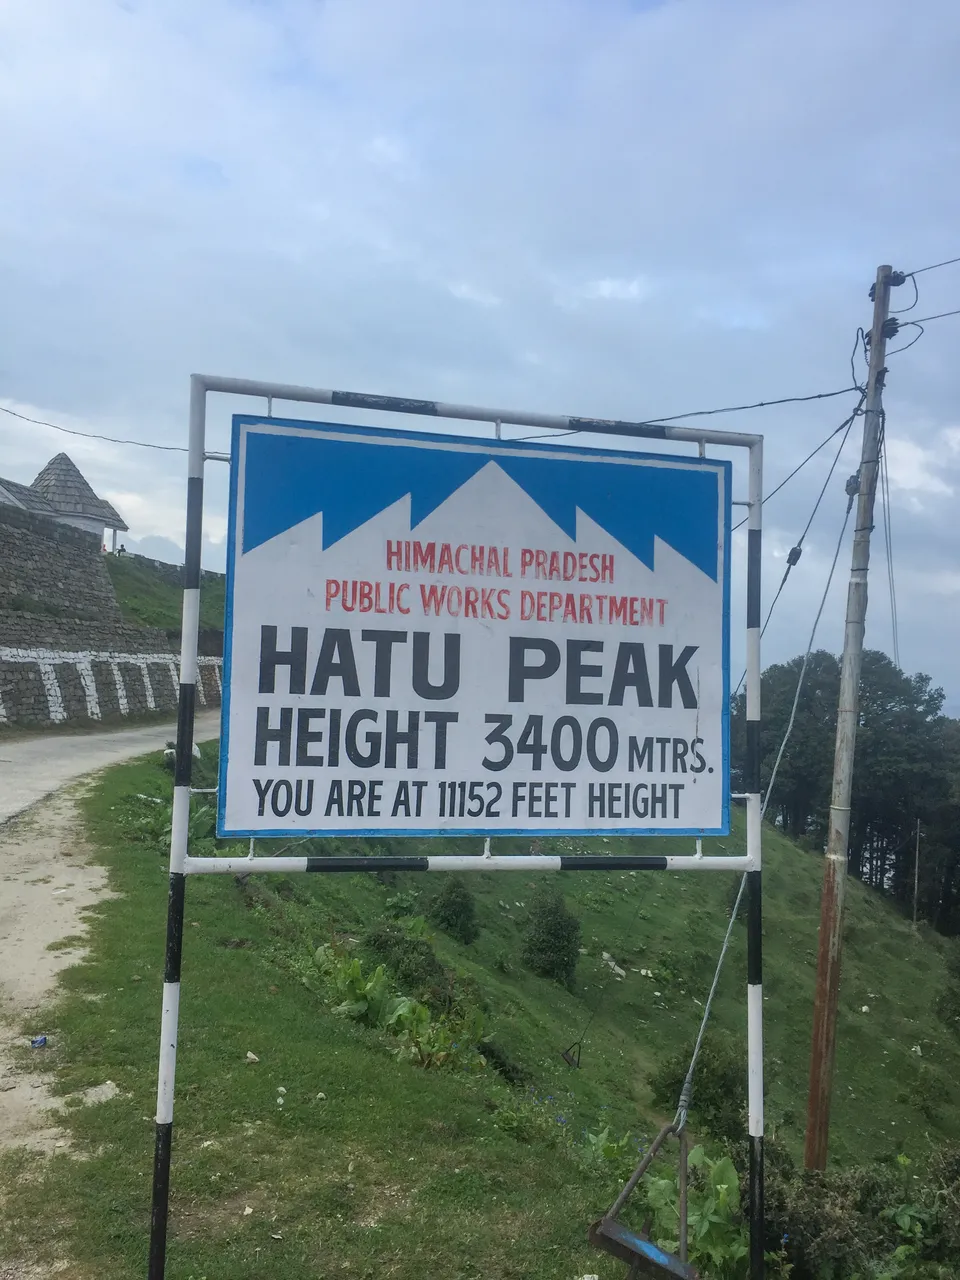 HIMACHAL PRADESH
PUBLIC WORKS DEPARTMENT
HATU PEAK
HEIGHT 3400 MTRS.
YOU ARE AT 11152 FEET HEIGHT